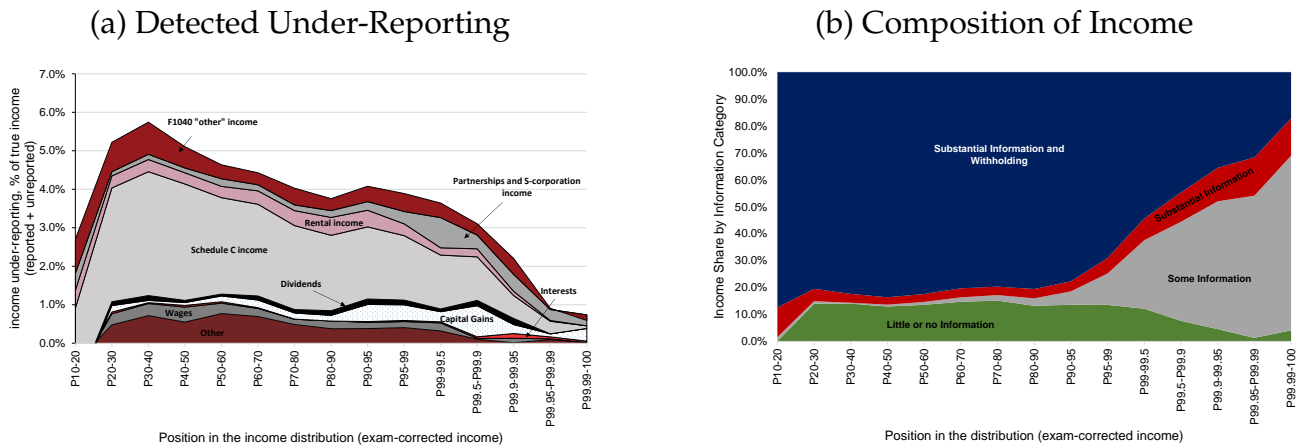 (a) Detected Under-Reporting
income under-reporting, % of true income
(reported + unreported)
7.0%
6.0%
5.0%
4.0%
3.0%
2.0%
1.0%
0.0%
F1040 "other" income
Partnerships and S-corporation
income
Rental income
Schedule C income
Dividends
Interests
Wages
Capital Gains
Other
P10-20
P20-30
P30-40
P40-50
P50-60
P60-70
P70-80
P80-90
P90-95
P95-99
P99-99.5
P99.5-P99.9
P99.9-99.95
P99.95-P99.99
P99.99-100
Position in the income distribution (exam-corrected income)
(b) Composition of Income
Income Share by Information Category
100.0%
90.0%
80.0%
70.0%
60.0%
50.0%
40.0%
30.0%
20.0%
10.0%
0.0%
Substantial Information and
Withholding
Substantial Information
Some Information
Little or no Information
P10-20
P20-30
P30-40
P40-50
P50-60
P60-70
P70-80
P80-90
P90-95
P95-99
P99-99.5
P99.5-P99.9
P99.9-99.95
P99.95-P99.99
P99.99-100
Position in the distribution (exam-corrected income)